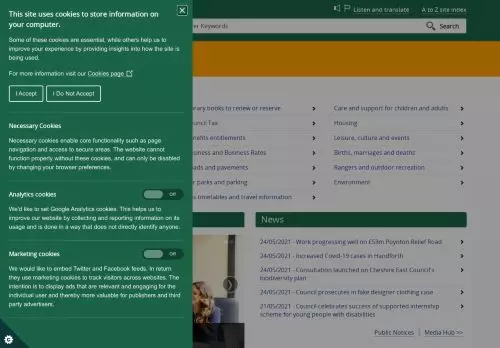 This site uses cookies to store information on
your computer.
Some of these cookies are essential, while others help us to
improve your experience by providing insights into how the site is
being used.
For more information visit our Cookies page
I Accept
I Do Not Accept
Necessary Cookies
Necessary cookies enable core functionality such as page
navigation and access to secure areas. The website cannot
function properly without these cookies, and can only be disabled
by changing your browser preferences.
Analytics cookies
Off
We'd like to set Google Analytics cookies. This helps us to
improve our website by collecting and reporting information on its
usage and is done in a way that does not directly identify anyone.
Marketing cookies
Off
We would like to embed Twitter and Facebook feeds. In return they
use marketing cookies to track visitors across websites. The
intention is to display ads that are relevant and engaging for the
individual user and thereby more valuable for publishers and third
party advertisers.
Listen and translate
A to Z site index
er Keywords
Search
rary books to renew or reserve
uncil Tax
nefits entitlements
usiness and Business Rates
ads and pavements
r parks and parking
s timetables and travel information
Care and support for children and adults
Housing
Leisure, culture and events
Births, marriages and deaths
Rangers and outdoor recreation
Environment
News
24/05/2021 - Work progressing well on £58m Poynton Relief Road
24/05/2021 - Increased Covid-19 cases in Handforth
24/05/2021 - Consultation launched on Cheshire East Council's
biodiversity plan
24/05/2021 - Council prosecutes in fake designer clothing case
21/05/2021 - Council celebrates success of supported internship
scheme for young people with disabilities
Public Notices
Media Hub >>